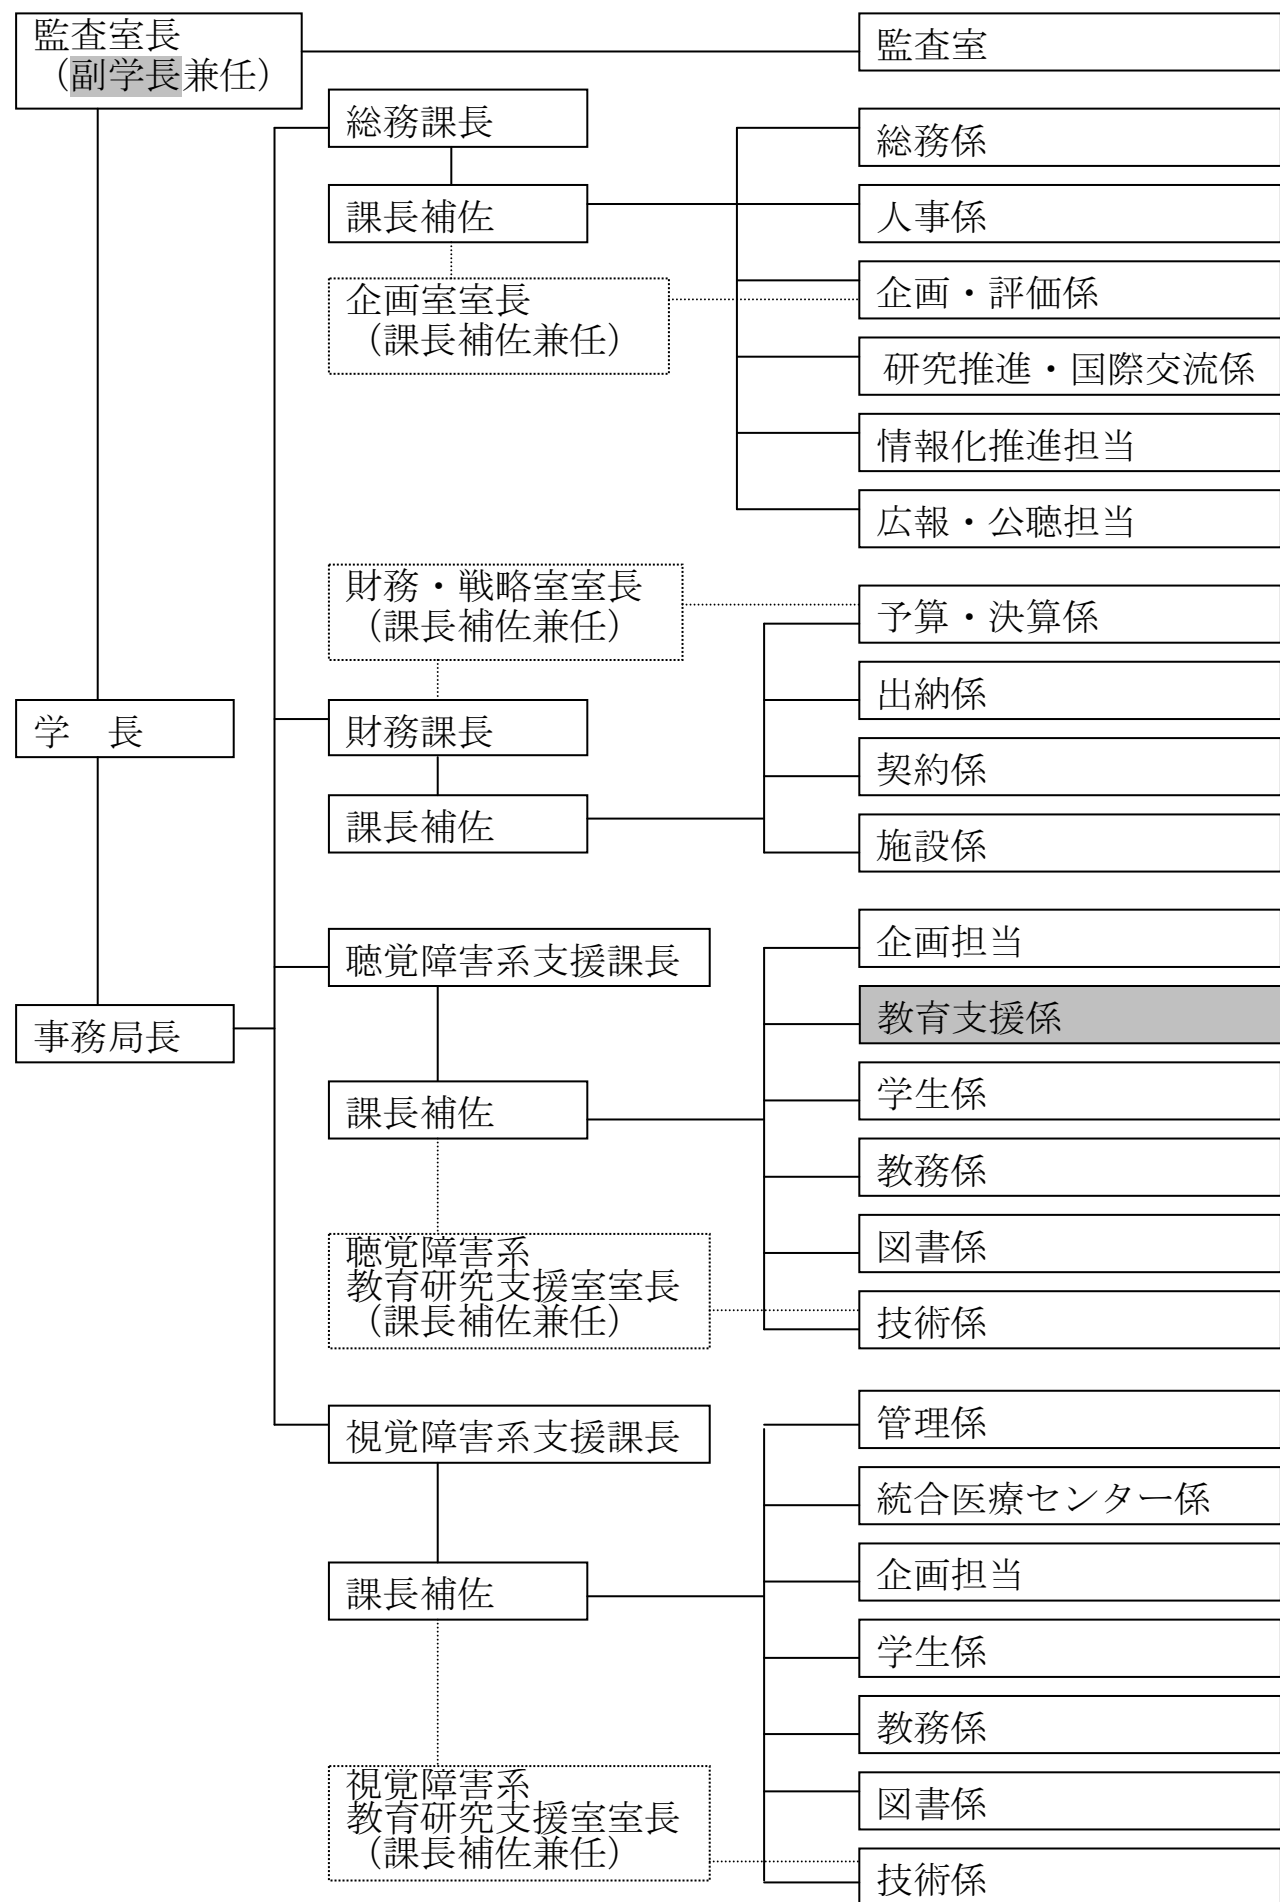 監査室長
（副学長兼任）
監査室
総務課長
課長補佐
企画室室長
（課長補佐兼任）
総務係
人事係
企画・評価係
研究推進・国際交流係
情報化推進担当
広報・公聴担当
財務・戦略室室長
（課長補佐兼任）
学　長
財務課長
課長補佐
予算・決算係
出納係
契約係
施設係
事務局長
聴覚障害系支援課長
課長補佐
聴覚障害系
教育研究支援室室長
（課長補佐兼任）
企画担当
教育支援係
学生係
教務係
図書係
技術係
視覚障害系支援課長
課長補佐
視覚障害系
教育研究支援室室長
（課長補佐兼任）
管理係
統合医療センター係
企画担当
学生係
教務係
図書係
技術係